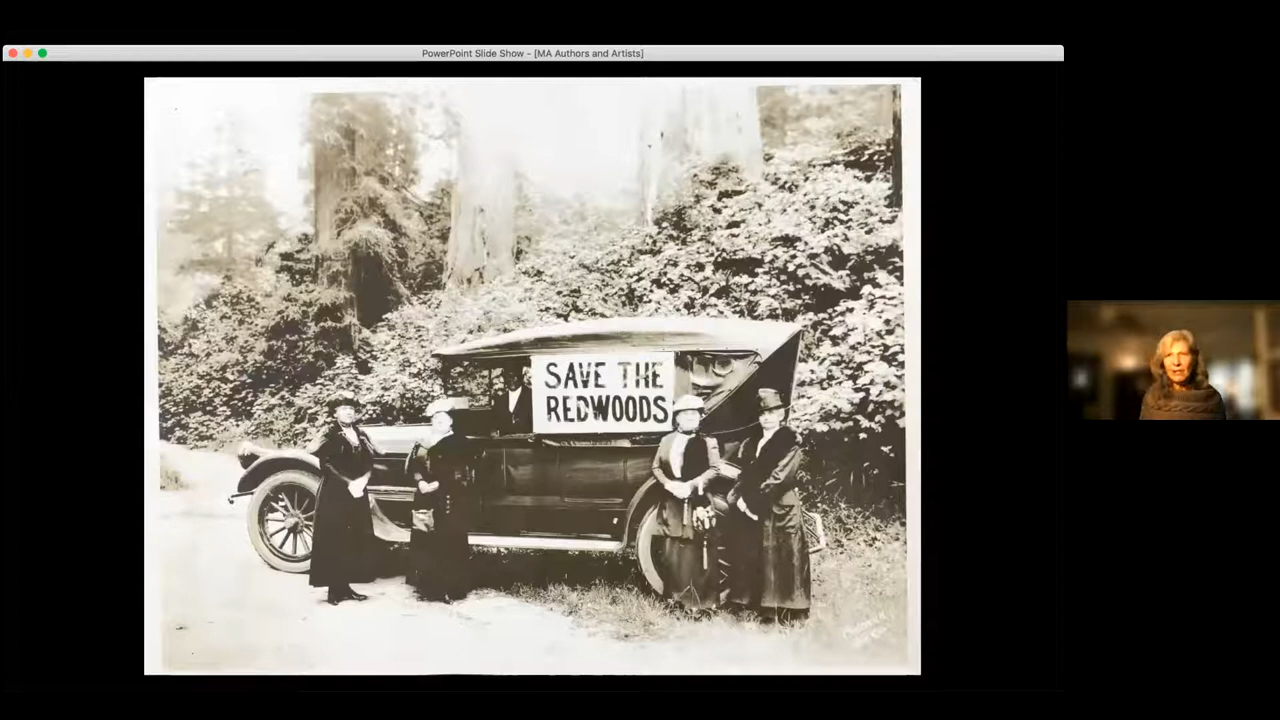 PowerPoint Slide Show - [MA Authors and Artists]
SAVE THE
REDWOODS